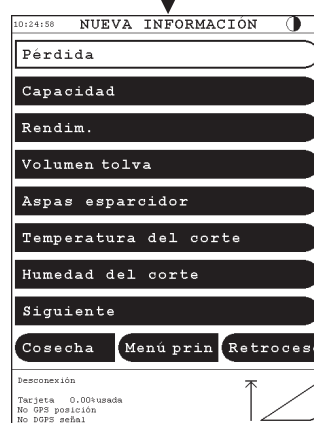 10:24:58 NUEVA INFORMACIÓN
Pérdida
Capacidad
Rendim.
Volumen tolva
Aspas esparcidor
Temperatura del corte
Humedad del corte
Siguiente
Cosecha Menú prin Retroces
Desconexión
Tarjeta 0.00%usada
No GPS posición
No DGPS señal